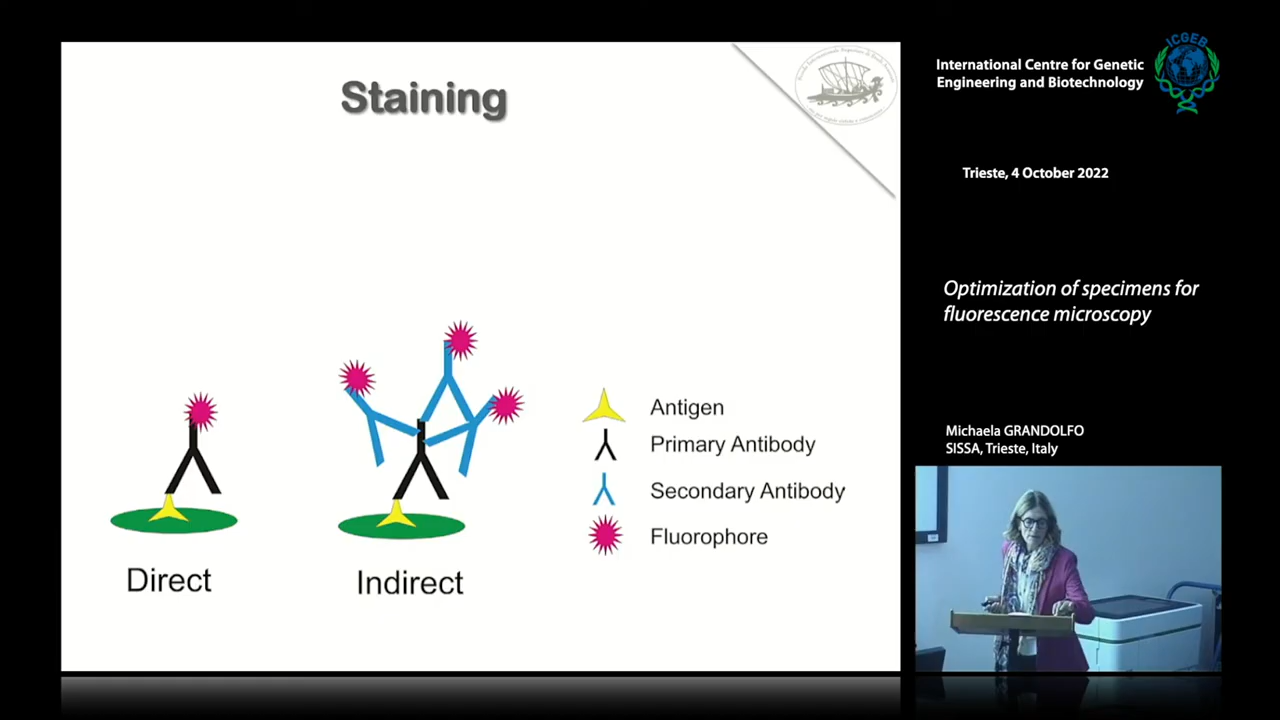 Staining
Antigen
Primary Antibody
Secondary Antibody
Fluorophore
Direct
Indirect
International Centre for Genetic
Engineering and Biotechnology
ICGEB
Trieste, 4 October 2022
Optimization of specimens for
fluorescence microscopy
Michaela GRANDOLFO
SISSA, Trieste, Italy